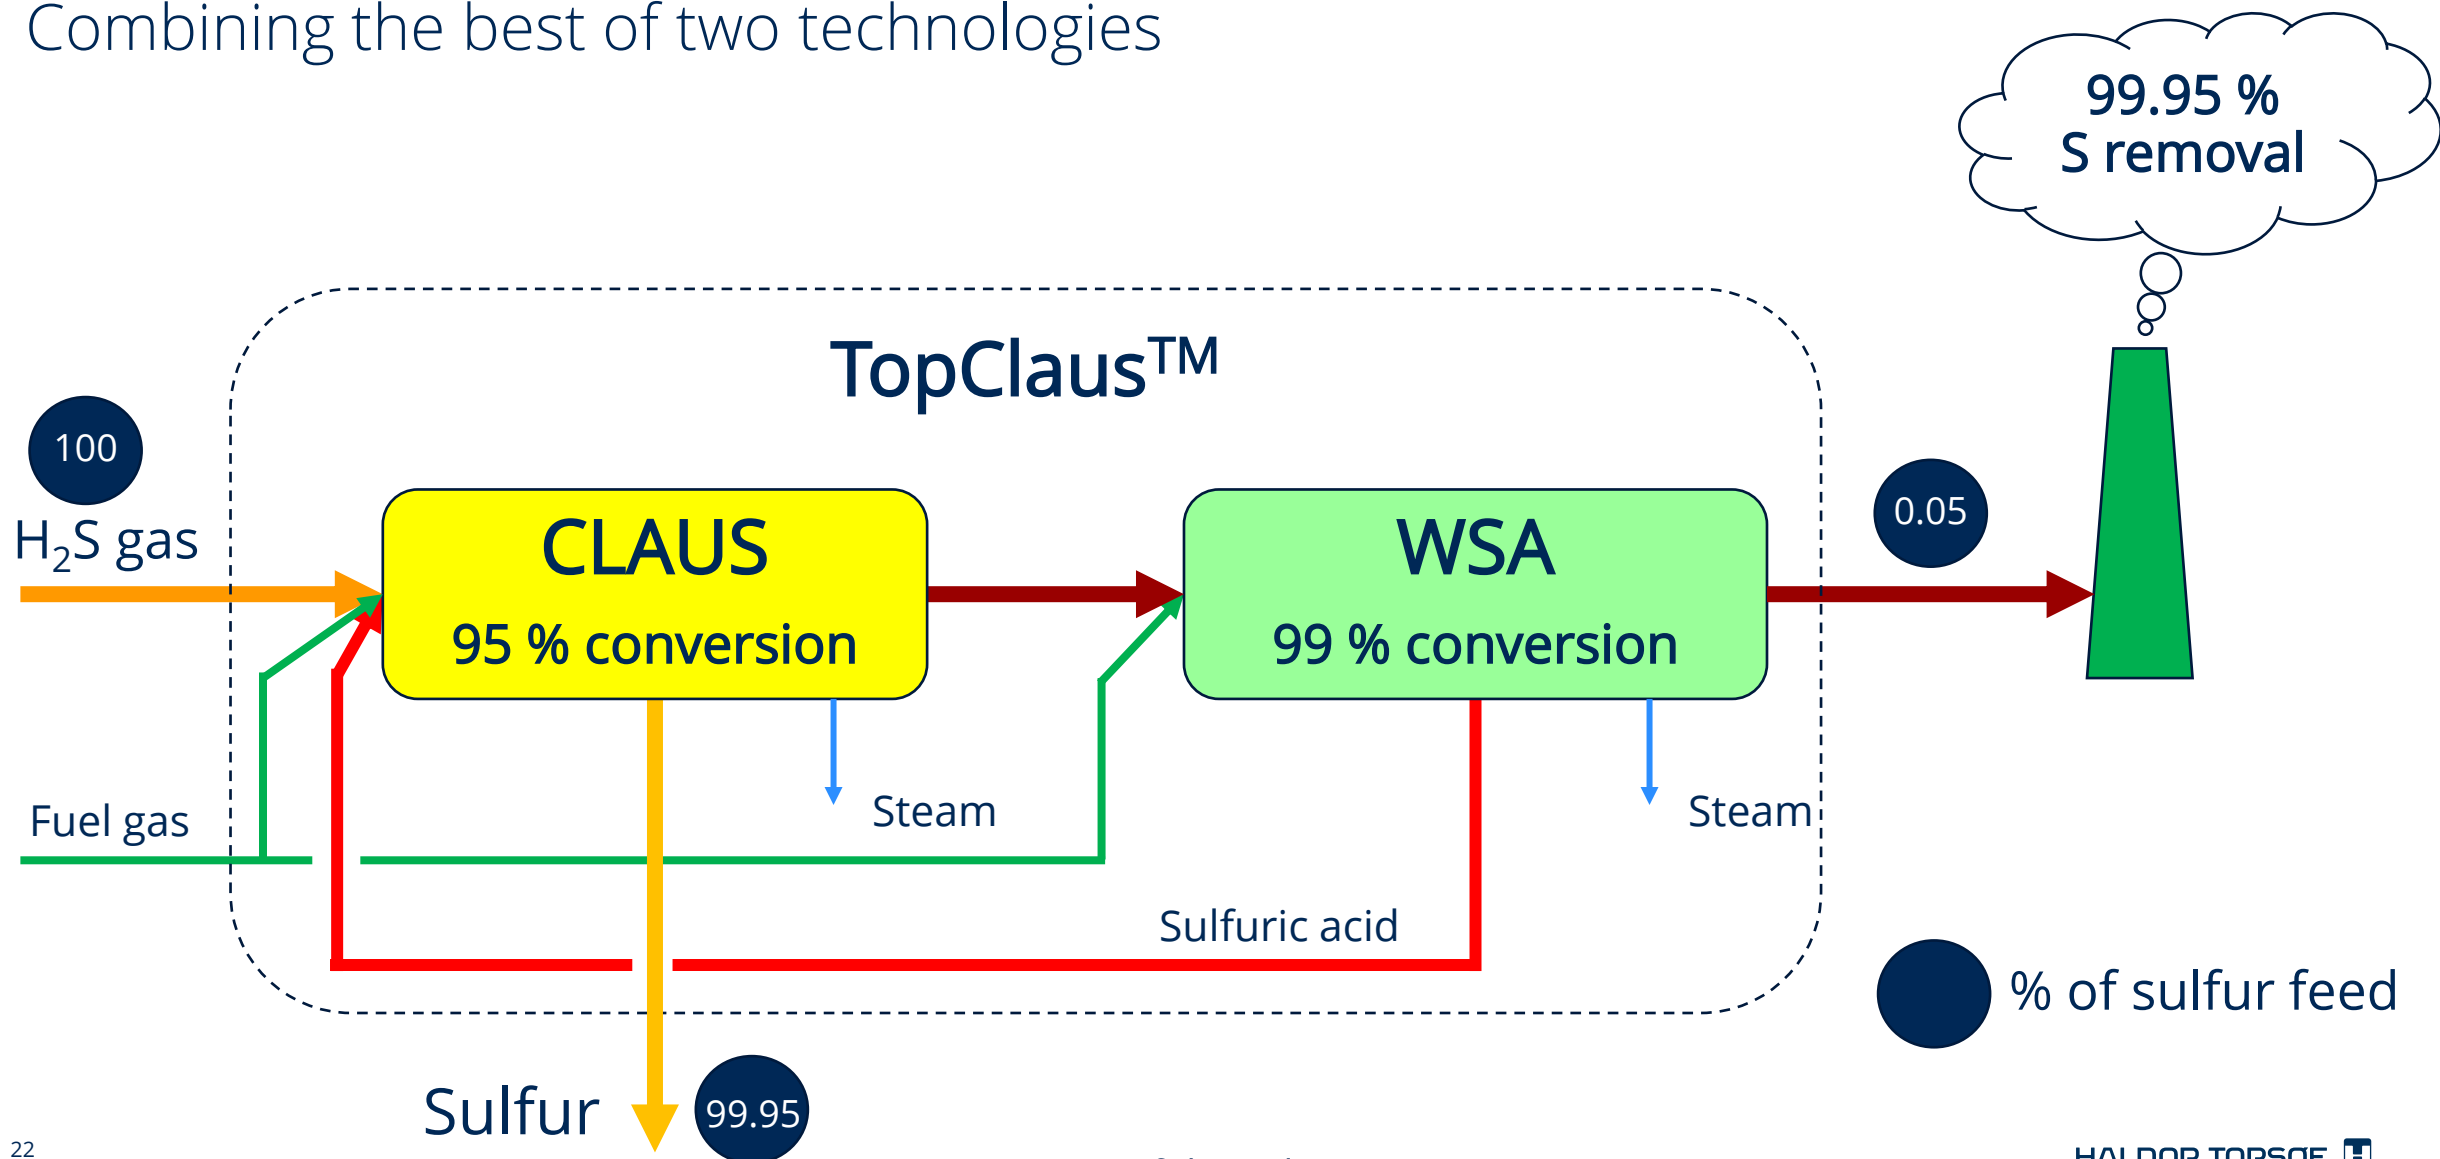 Combining the best of two technologies
99.95 %
S removal
TopClaus™
100
H₂S gas
CLAUS
95 % conversion
WSA
99 % conversion
0.05
Fuel gas
Steam
Steam
Sulfuric acid
% of sulfur feed
Sulfur
99.95
22
HALDOR TOPSØE